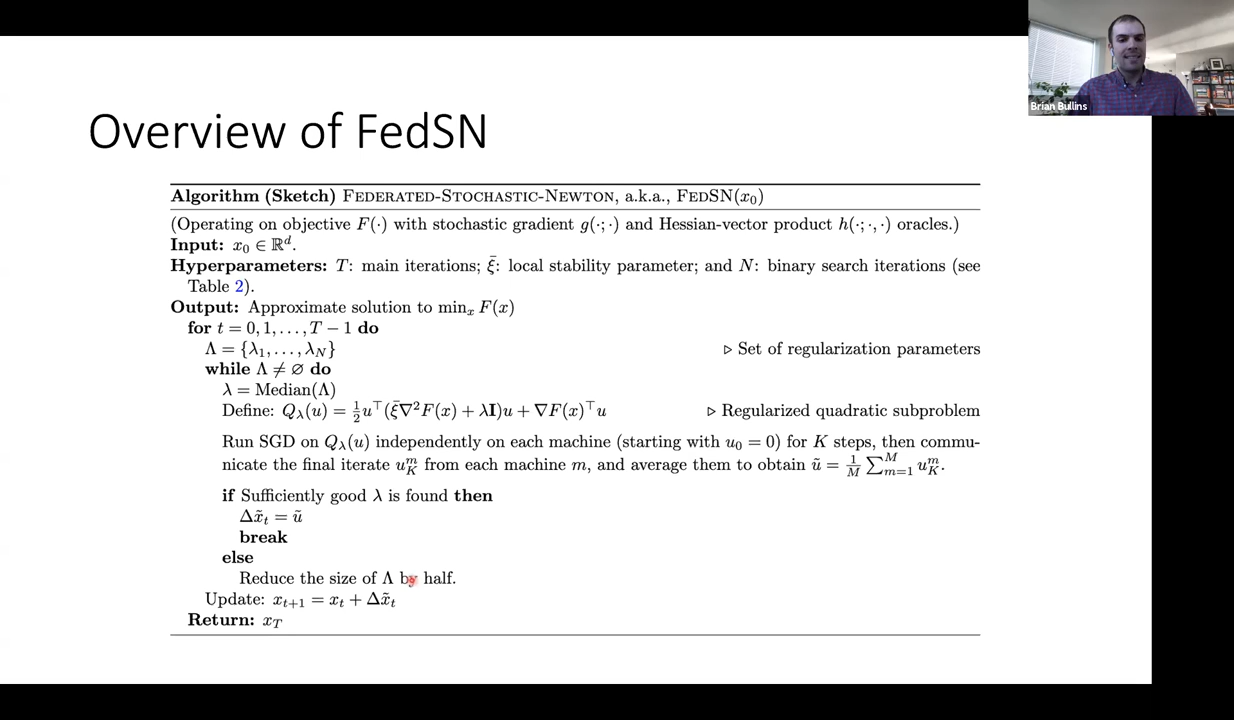 Brian Bullins
Overview of FedSN
Algorithm (Sketch) FEDERATED-STOCHASTIC-NEWTON, a.k.a., FEDSN(x₀)
(Operating on objective F(·) with stochastic gradient g(·;·) and Hessian-vector product h(·;·,·) oracles.)
Input: x₀ ∈ ℝᵈ.
Hyperparameters: T: main iterations; ξ̄: local stability parameter; and N: binary search iterations (see
Table 2).
Output: Approximate solution to minₓ F(x)
for t = 0, 1, . . . , T − 1 do
Λ = {λ₁, . . . , λ_N} ▷ Set of regularization parameters
while Λ ≠ ∅ do
λ = Median(Λ)
Define: Q_λ(u) = ½u⊤(ξ̄∇²F(x) + λI)u + ∇F(x)⊤u ▷ Regularized quadratic subproblem
Run SGD on Q_λ(u) independently on each machine (starting with u₀ = 0) for K steps, then commu-
nicate the final iterate u_K^m from each machine m, and average them to obtain ũ = 1/M ∑_{m=1}^M u_K^m.
if Sufficiently good λ is found then
Δx̃ₜ = ũ
break
else
Reduce the size of Λ by half.
Update: xₜ₊₁ = xₜ + Δx̃ₜ
Return: x_T